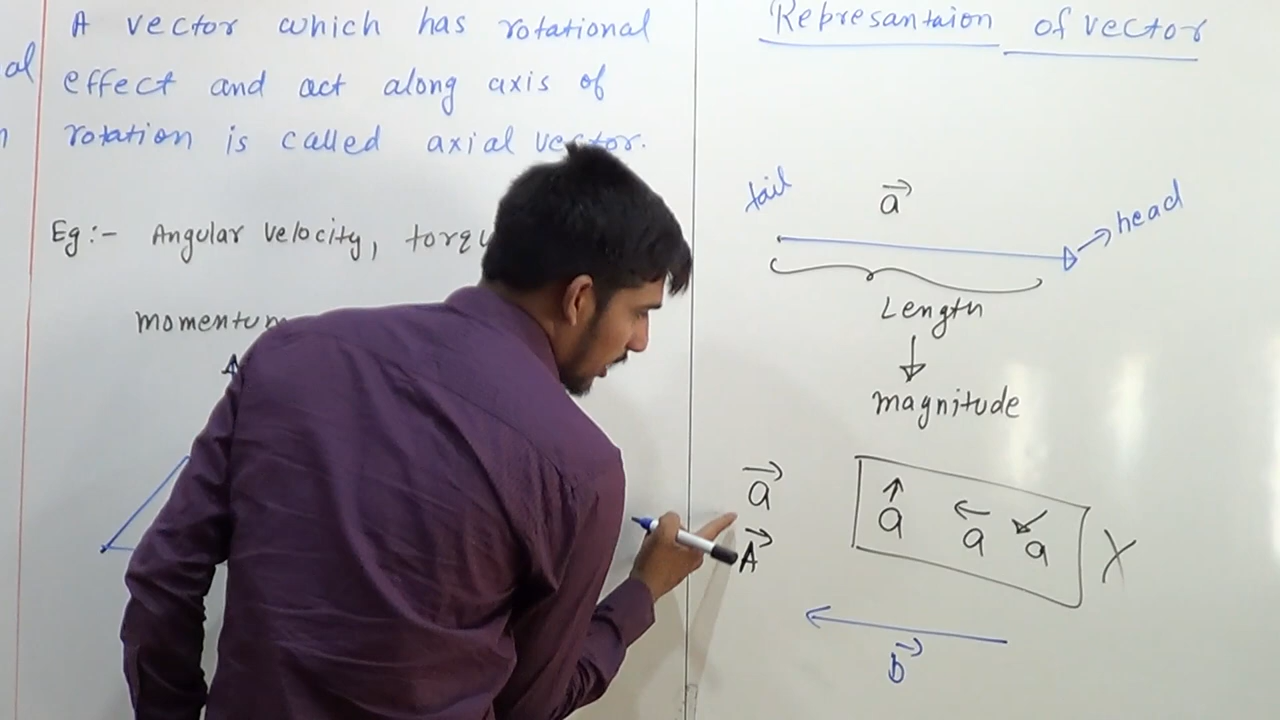 al
A vector which has rotational
effect and act along axis of
rotation is called axial vector.
Eg:- Angular velocity,
momentum
A
Represantaion of vector
tail
a
head
Length
magnitude
a
A
a a a X
b